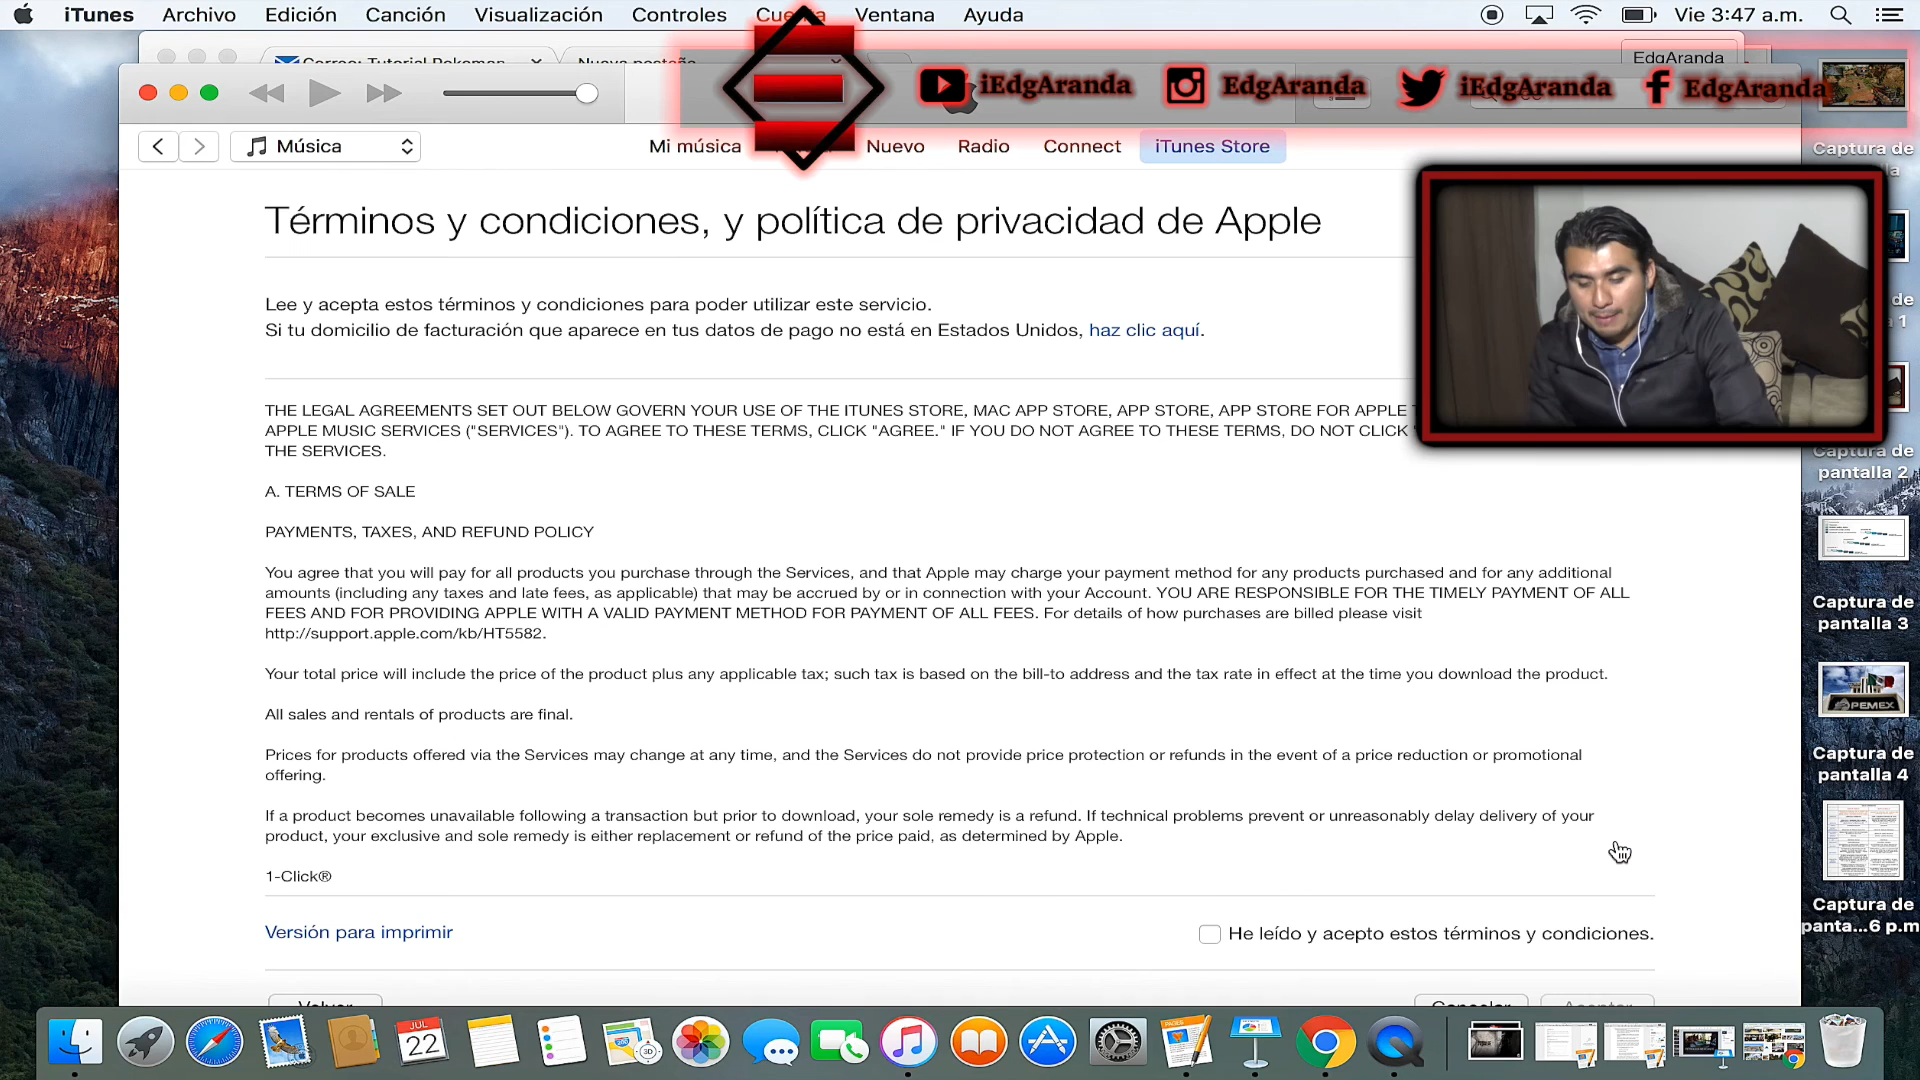 iTunes Archivo Edición Canción Visualización Controles Ventana Ayuda Vie 3:47 a.m.
Correo: Tutorial Pokemon
Nueva pestaña
EdgAranda
iEdgAranda EdgAranda iEdgAranda EdgAranda
Música Mi música Nuevo Radio Connect iTunes Store
Términos y condiciones, y política de privacidad de Apple
Lee y acepta estos términos y condiciones para poder utilizar este servicio.
Si tu domicilio de facturación que aparece en tus datos de pago no está en Estados Unidos, haz clic aquí.
THE LEGAL AGREEMENTS SET OUT BELOW GOVERN YOUR USE OF THE ITUNES STORE, MAC APP STORE, APP STORE, APP STORE FOR APPLE
APPLE MUSIC SERVICES ("SERVICES"). TO AGREE TO THESE TERMS, CLICK "AGREE." IF YOU DO NOT AGREE TO THESE TERMS, DO NOT CLICK
THE SERVICES.
A. TERMS OF SALE
PAYMENTS, TAXES, AND REFUND POLICY
You agree that you will pay for all products you purchase through the Services, and that Apple may charge your payment method for any products purchased and for any additional
amounts (including any taxes and late fees, as applicable) that may be accrued by or in connection with your Account. YOU ARE RESPONSIBLE FOR THE TIMELY PAYMENT OF ALL
FEES AND FOR PROVIDING APPLE WITH A VALID PAYMENT METHOD FOR PAYMENT OF ALL FEES. For details of how purchases are billed please visit
http://support.apple.com/kb/HT5582.
Your total price will include the price of the product plus any applicable tax; such tax is based on the bill-to address and the tax rate in effect at the time you download the product.
All sales and rentals of products are final.
Prices for products offered via the Services may change at any time, and the Services do not provide price protection or refunds in the event of a price reduction or promotional
offering.
If a product becomes unavailable following a transaction but prior to download, your sole remedy is a refund. If technical problems prevent or unreasonably delay delivery of your
product, your exclusive and sole remedy is either replacement or refund of the price paid, as determined by Apple.
1-Click®
Versión para imprimir
He leído y acepto estos términos y condiciones.
Volver Cancelar Aceptar
Captura de
Captura de
pantalla 2
Captura de
pantalla 3
PEMEX
Captura de
pantalla 4
Captura de
panta...6 p.m
JUL
22
3D
PAGES